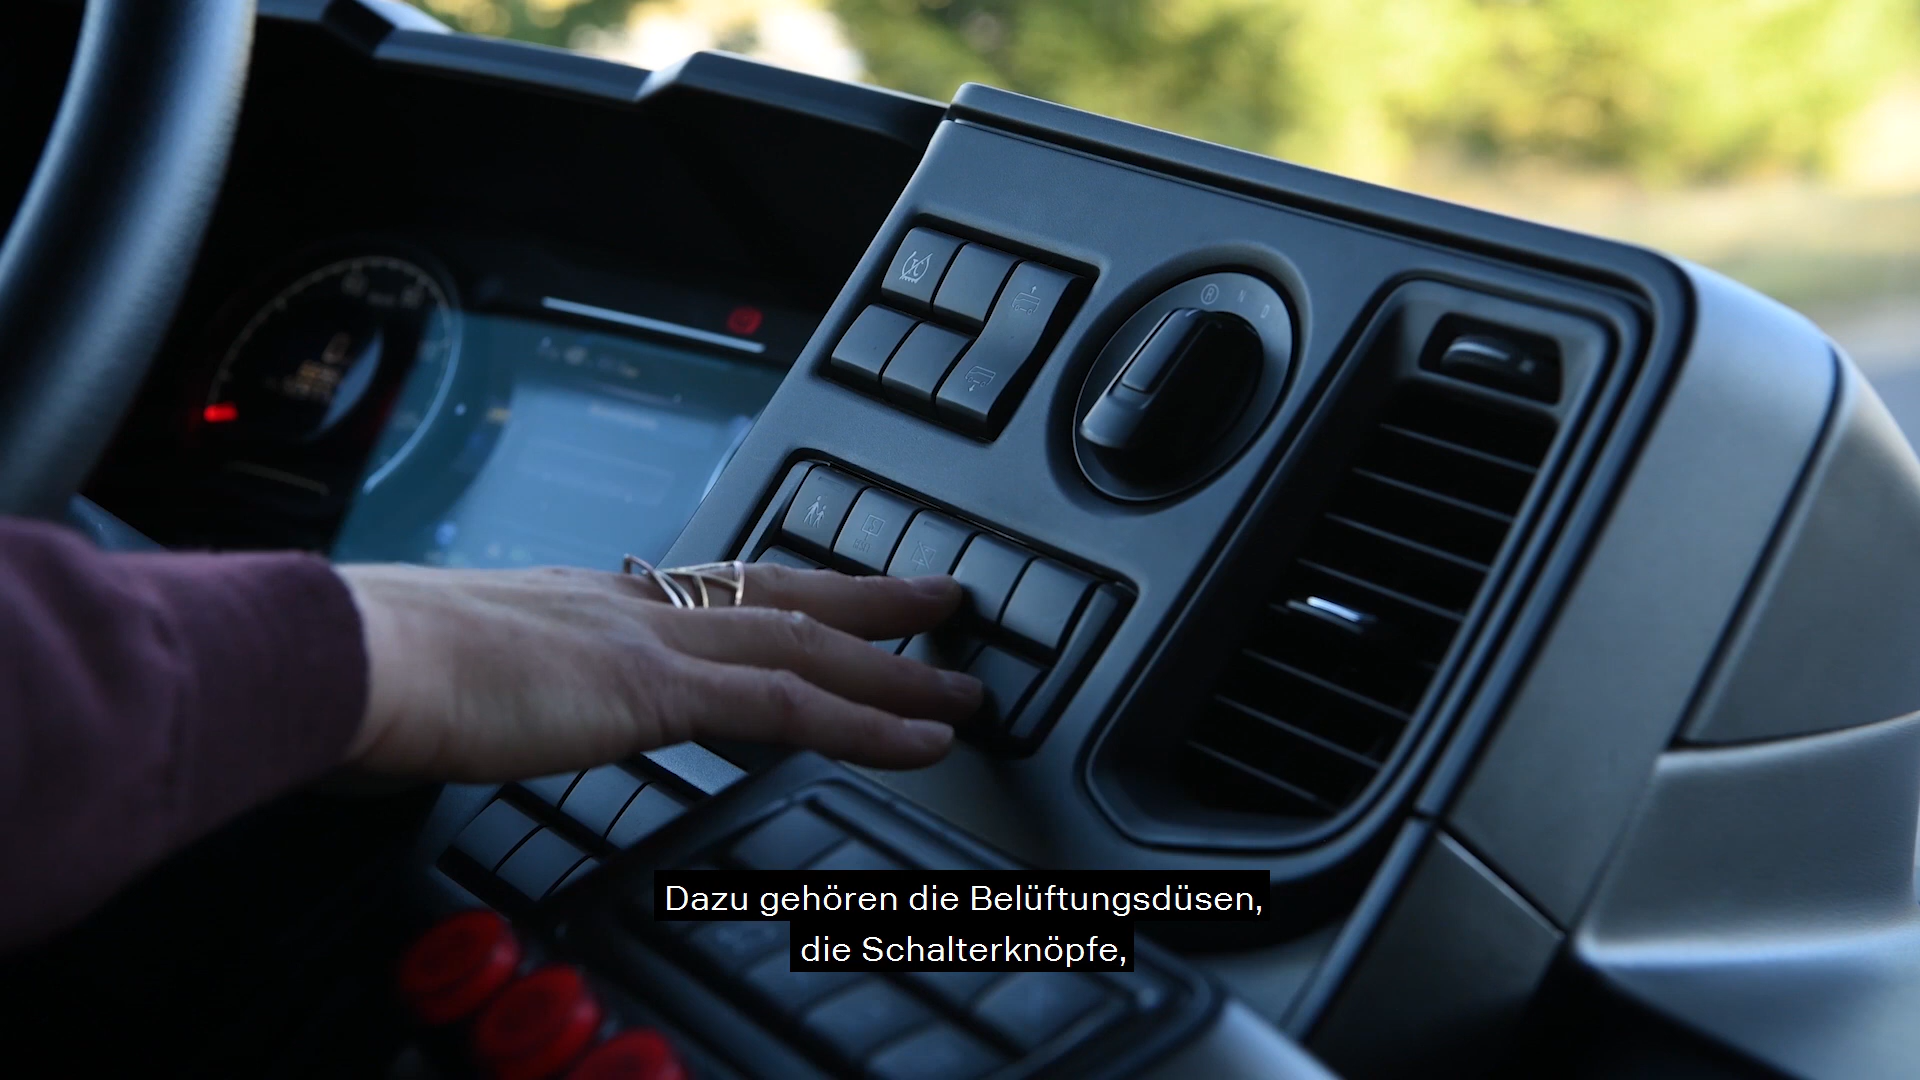 R N D
Dazu gehören die Belüftungsdüsen,
die Schalterknöpfe,